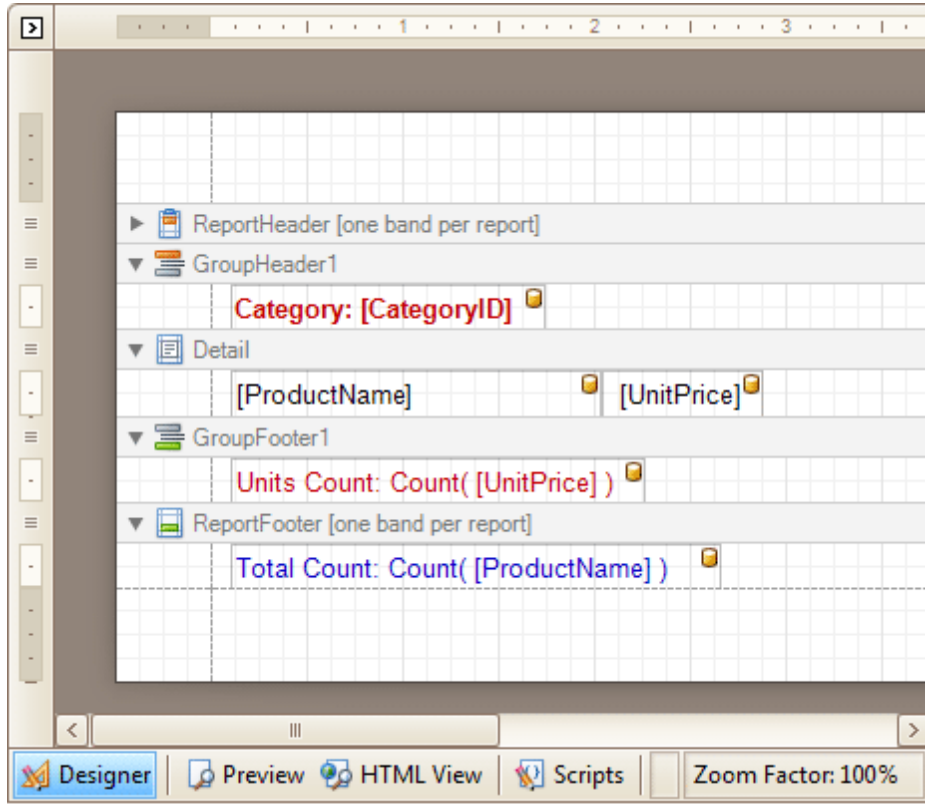 1 2 3
ReportHeader [one band per report]
GroupHeader1
Category: [CategoryID]
Detail
[ProductName] [UnitPrice]
GroupFooter1
Units Count: Count( [UnitPrice] )
ReportFooter [one band per report]
Total Count: Count( [ProductName] )
Designer Preview HTML View Scripts Zoom Factor: 100%